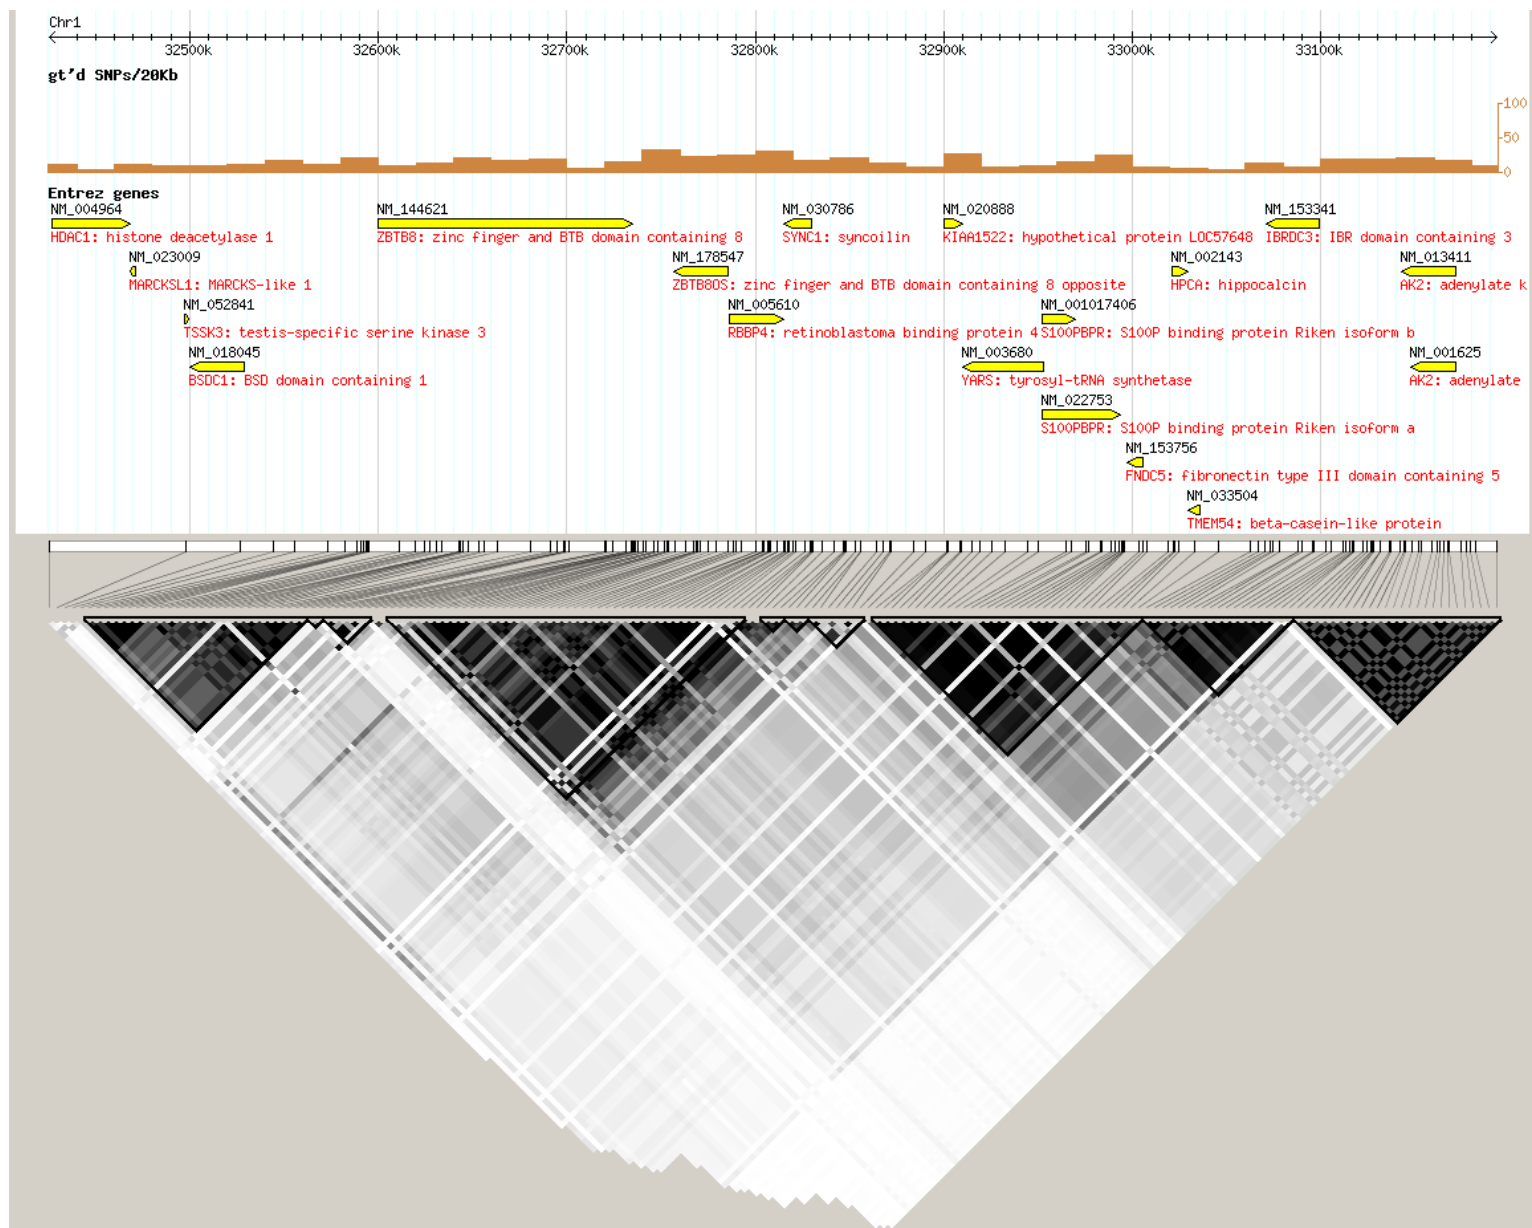 Chr1
32500k 32600k 32700k 32800k 32900k 33000k 33100k
gt'd SNPs/20Kb
100
50
0
Entrez genes
NM_004964 NM_144621 NM_030786 NM_020888 NM_153341
HDAC1: histone deacetylase 1 ZBTB8: zinc finger and BTB domain containing 8 SYNC1: syncoilin KIAA1522: hypothetical protein LOC57648 IBRDC3: IBR domain containing 3
NM_023009 NM_178547 NM_002143 NM_013411
MARCKSL1: MARCKS-like 1 ZBTB8OS: zinc finger and BTB domain containing 8 opposite HPCA: hippocalcin AK2: adenylate k
NM_052841 NM_005610 NM_001017406
TSSK3: testis-specific serine kinase 3 RBBP4: retinoblastoma binding protein 4 S100PBPR: S100P binding protein Riken isoform b
NM_018045 NM_003680 NM_001625
BSDC1: BSD domain containing 1 YARS: tyrosyl-tRNA synthetase AK2: adenylate
NM_022753
S100PBPR: S100P binding protein Riken isoform a
NM_153756
FNDC5: fibronectin type III domain containing 5
NM_033504
TMEM54: beta-casein-like protein